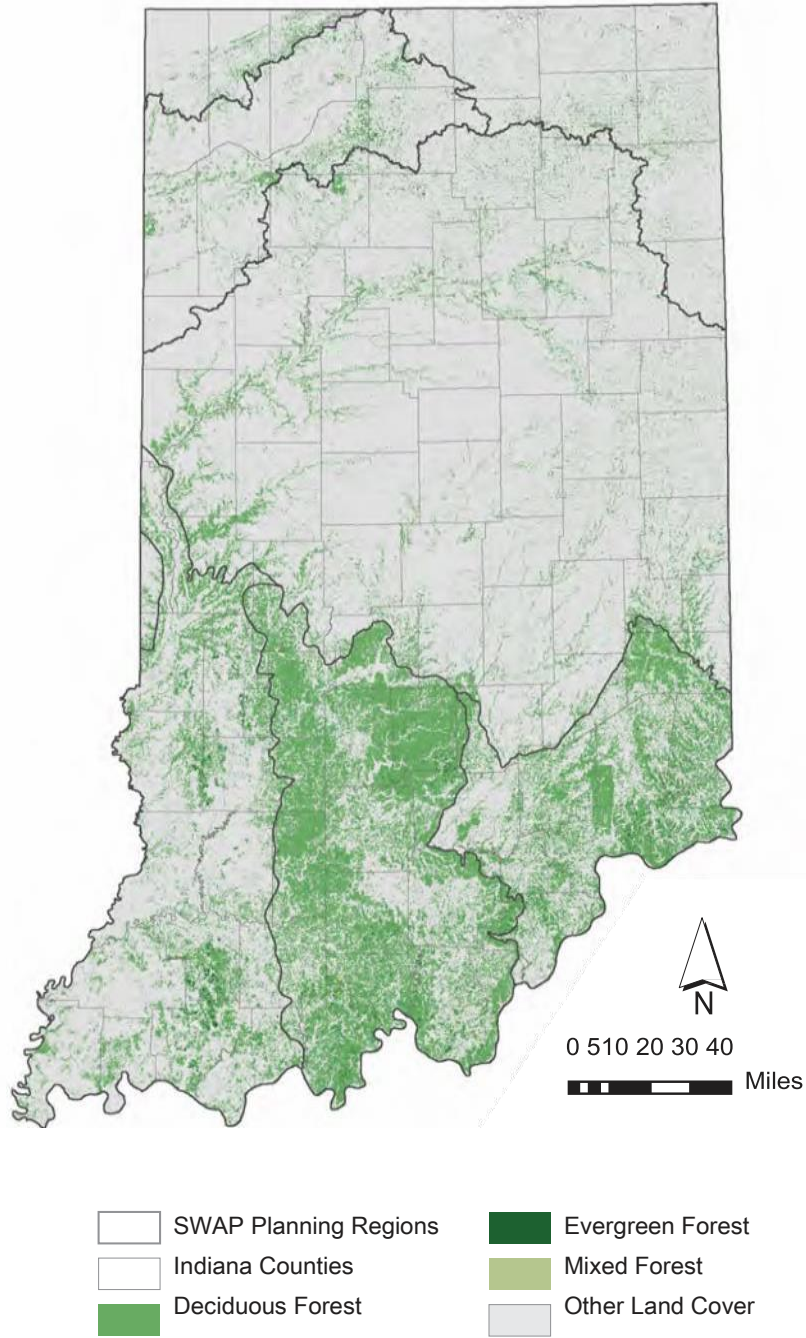 N
0 510 20 30 40
Miles
SWAP Planning Regions
Indiana Counties
Deciduous Forest
Evergreen Forest
Mixed Forest
Other Land Cover